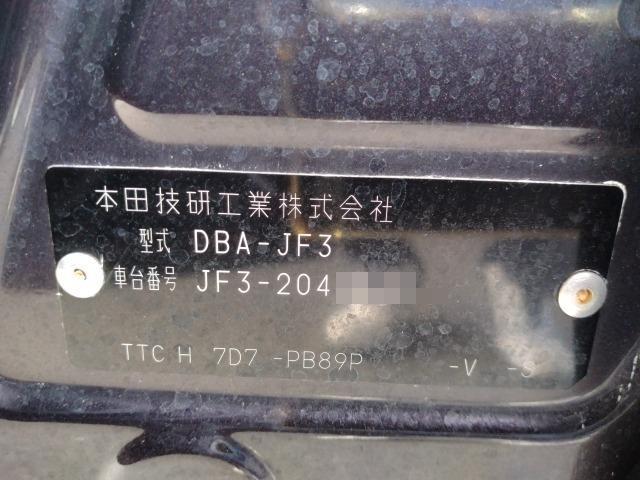 本田技研工業株式会社
型式 DBA-JF3
車台番号 JF3-204
TTC H 7D7 -PB89P -V -S